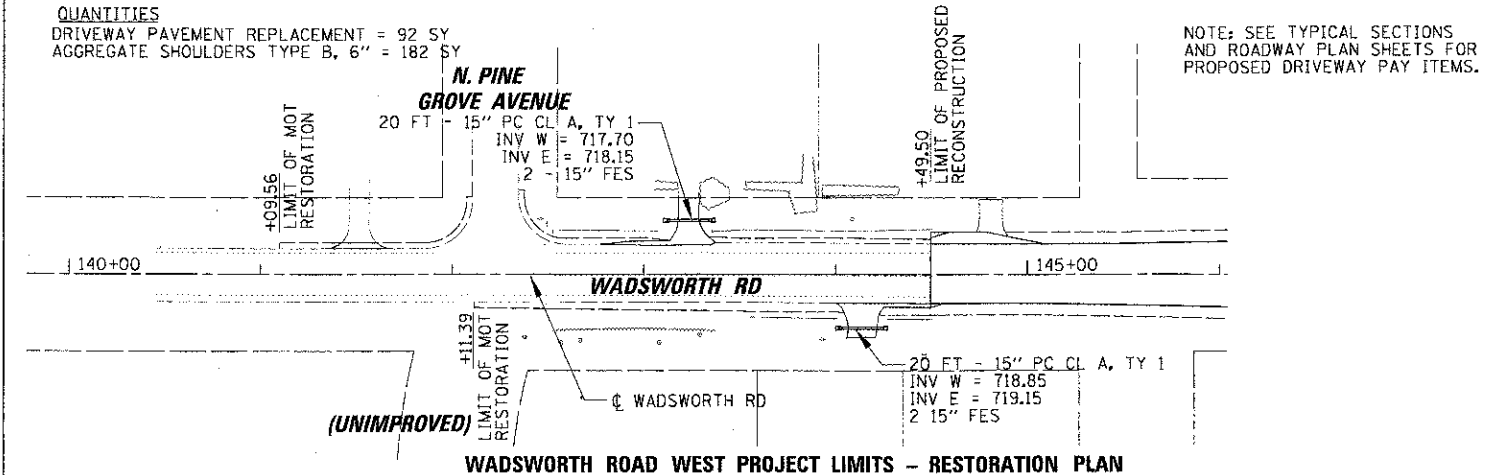 QUANTITIES
DRIVEWAY PAVEMENT REPLACEMENT = 92 SY
AGGREGATE SHOULDERS TYPE B, 6" = 182 SY
NOTE: SEE TYPICAL SECTIONS
AND ROADWAY PLAN SHEETS FOR
PROPOSED DRIVEWAY PAY ITEMS.
N. PINE
GROVE AVENUE
20 FT - 15" PC CL A, TY 1
INV W = 717.70
INV E = 718.15
2 - 15" FES
+09.56
LIMIT OF MOT
RESTORATION
+49.50
LIMIT OF PROPOSED
RECONSTRUCTION
140+00
145+00
WADSWORTH RD
+11.39
LIMIT OF MOT
RESTORATION
20 FT - 15" PC CL A, TY 1
INV W = 718.85
INV E = 719.15
2 15" FES
℄ WADSWORTH RD
(UNIMPROVED)
WADSWORTH ROAD WEST PROJECT LIMITS - RESTORATION PLAN